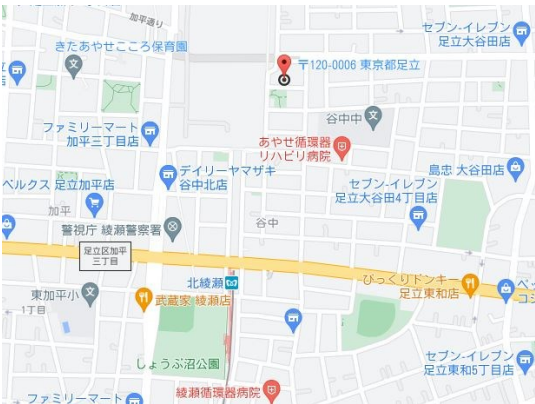 加平通り
きたあやせこころ保育園
セブン-イレブン
足立大谷田店
〒120-0006 東京都足立
店
ファミリーマート
加平三丁目店
谷中中
あやせ循環器
リハビリ病院
デイリーヤマザキ
谷中北店
島忠 大谷田店
ベルクス 足立加平店
セブン-イレブン
足立大谷田4丁目店
加平
谷中
警視庁 綾瀬警察署
足立区加平
三丁目
北綾瀬
びっくりドンキー
足立東和店
東加平小
武蔵家 綾瀬店
コジ
1丁目
しょうぶ沼公園
セブン-イレブン
足立東和5丁目店
綾瀬循環器病院
ファミリーマート